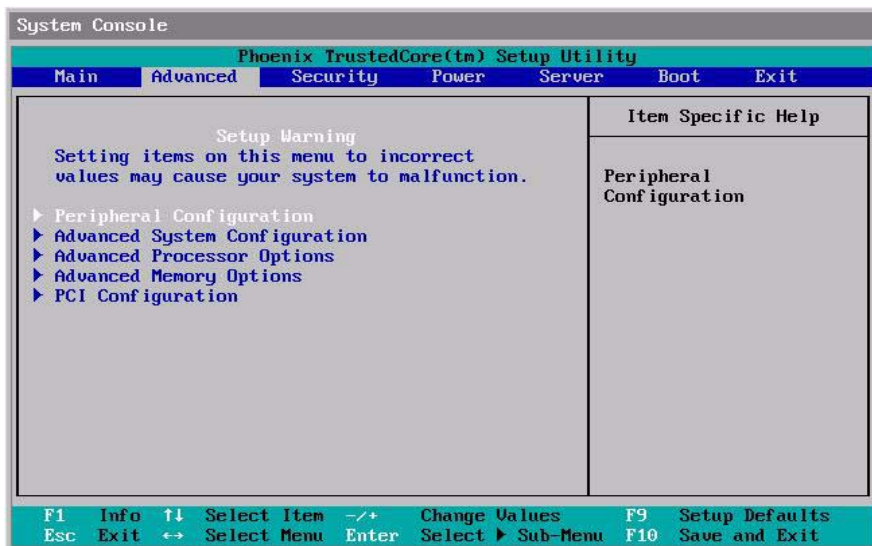 System Console
Phoenix TrustedCore(tm) Setup Utility
Main Advanced Security Power Server Boot Exit
Setup Warning
Setting items on this menu to incorrect
values may cause your system to malfunction.
▶ Peripheral Configuration
▶ Advanced System Configuration
▶ Advanced Processor Options
▶ Advanced Memory Options
▶ PCI Configuration
Item Specific Help
Peripheral
Configuration
F1 Info ↑↓ Select Item -/+ Change Values F9 Setup Defaults
Esc Exit ↔ Select Menu Enter Select ▶ Sub-Menu F10 Save and Exit